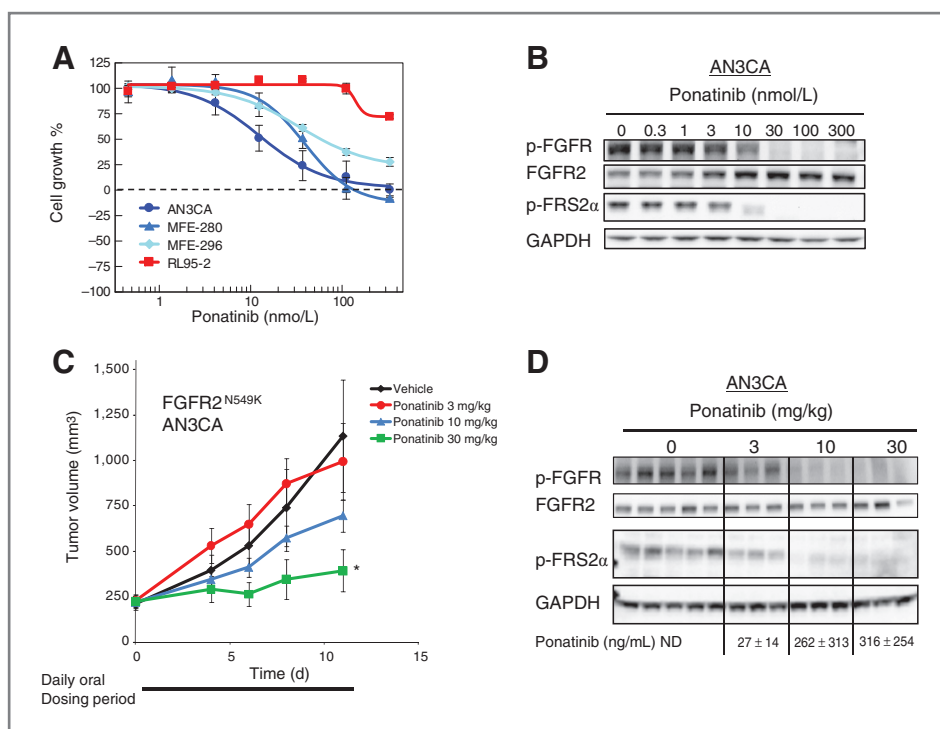 A
Cell growth %
125
100
75
50
25
0
−25
−50
−75
−100
AN3CA
MFE-280
MFE-296
RL95-2
1 10 100
Ponatinib (nmo/L)
B
AN3CA
Ponatinib (nmol/L)
0 0.3 1 3 10 30 100 300
p-FGFR
FGFR2
p-FRS2α
GAPDH
C
Tumor volume (mm3)
1,500
1,250
1,000
750
500
250
0
FGFR2N549K
AN3CA
Vehicle
Ponatinib 3 mg/kg
Ponatinib 10 mg/kg
Ponatinib 30 mg/kg
*
0 5 10 15
Time (d)
Daily oral
Dosing period
D
AN3CA
Ponatinib (mg/kg)
0 3 10 30
p-FGFR
FGFR2
p-FRS2α
GAPDH
Ponatinib (ng/mL) ND 27 ± 14 262 ± 313 316 ± 254